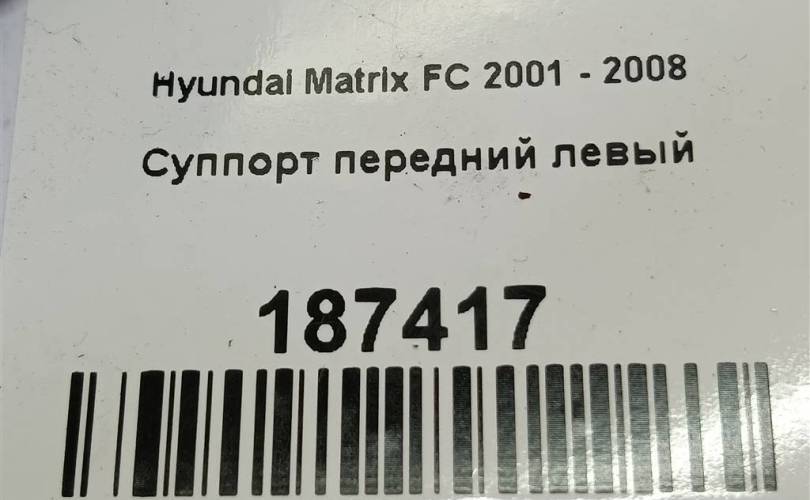 Hyundai Matrix FC 2001 - 2008
Суппорт передний левый
187417